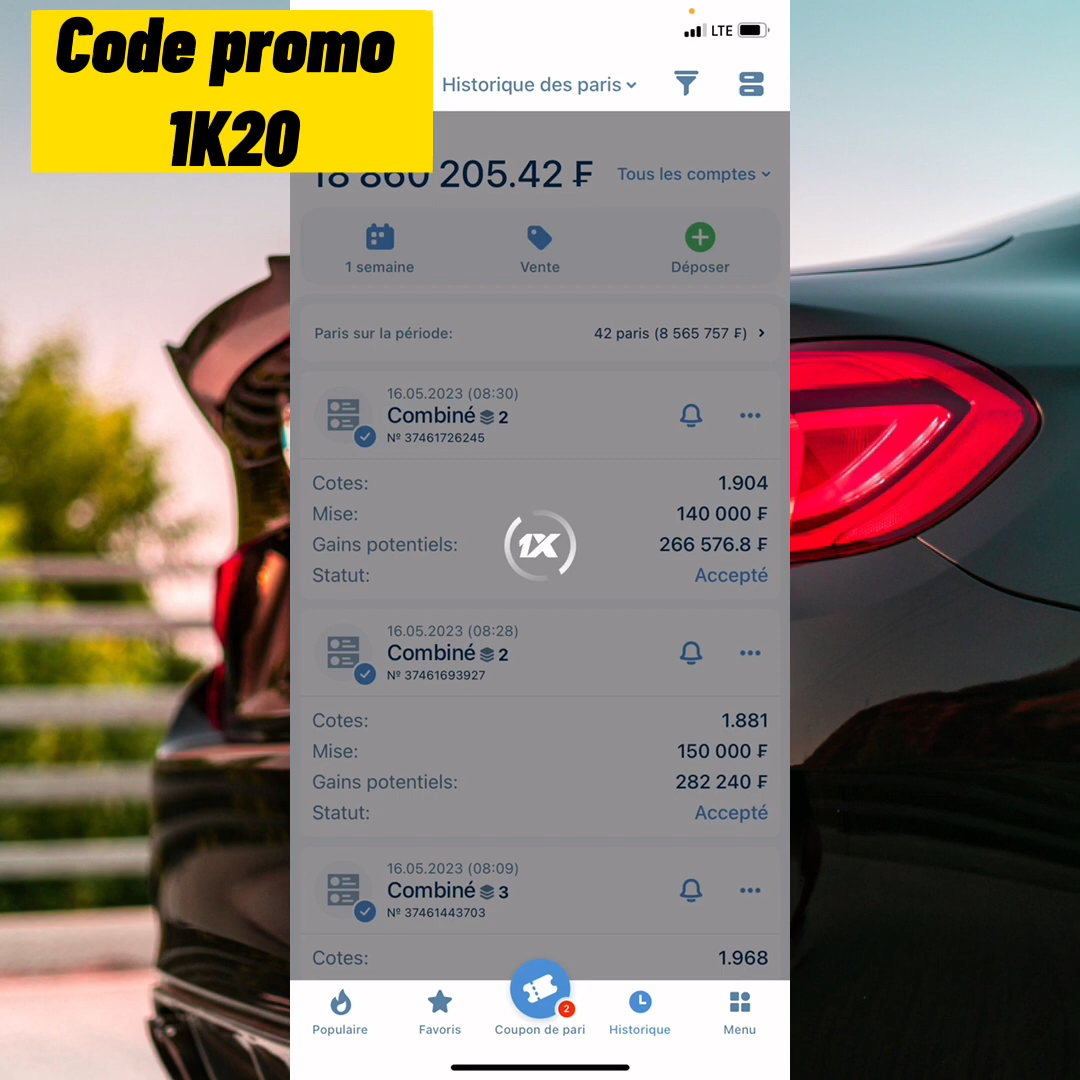 Code promo
1K20
LTE
Historique des paris
18 860 205.42 ₣
Tous les comptes
1 semaine
Vente
Déposer
Paris sur la période:
42 paris (8 565 757 ₣)
16.05.2023 (08:30)
Combiné 2
Nº 37461726245
Cotes:
1.904
Mise:
140 000 ₣
Gains potentiels:
266 576.8 ₣
Statut:
Accepté
1X
16.05.2023 (08:28)
Combiné 2
Nº 37461693927
Cotes:
1.881
Mise:
150 000 ₣
Gains potentiels:
282 240 ₣
Statut:
Accepté
16.05.2023 (08:09)
Combiné 3
Nº 37461443703
Cotes:
1.968
2
Populaire
Favoris
Coupon de pari
Historique
Menu